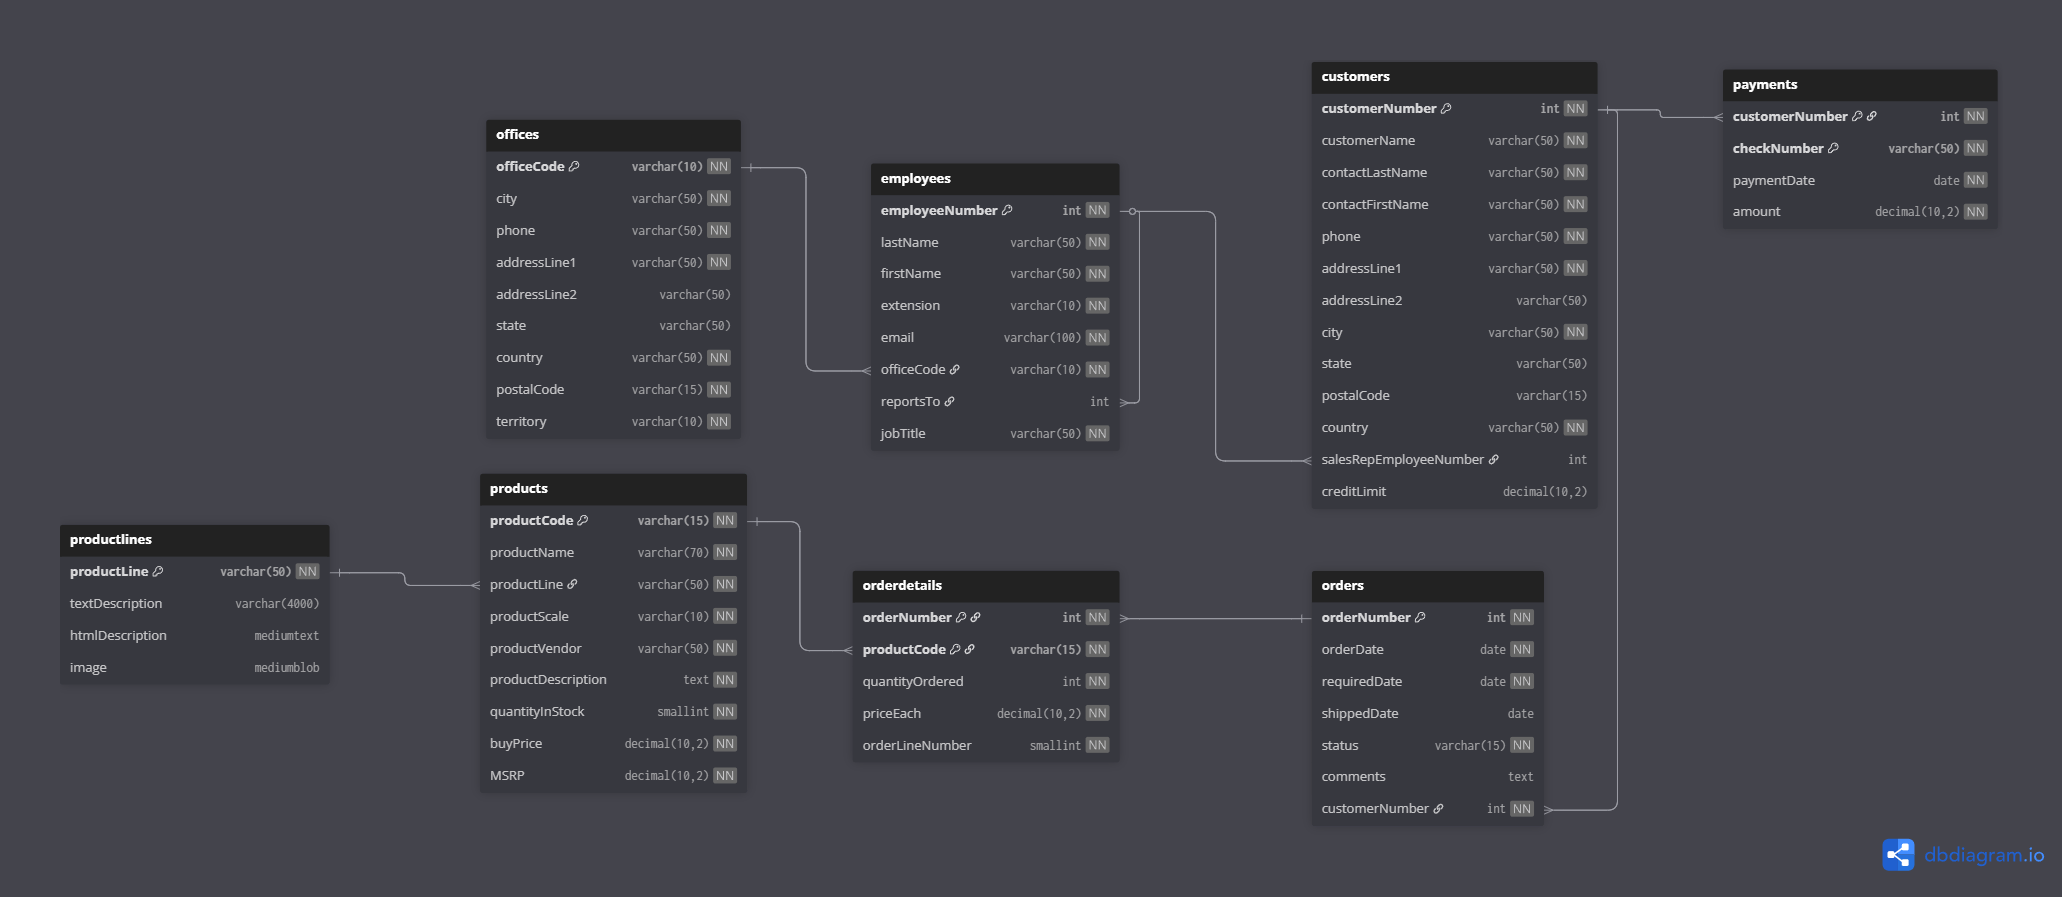 offices
officeCode varchar(10) NN
city varchar(50) NN
phone varchar(50) NN
addressLine1 varchar(50) NN
addressLine2 varchar(50)
state varchar(50)
country varchar(50) NN
postalCode varchar(15) NN
territory varchar(10) NN
employees
employeeNumber int NN
lastName varchar(50) NN
firstName varchar(50) NN
extension varchar(10) NN
email varchar(100) NN
officeCode varchar(10) NN
reportsTo int
jobTitle varchar(50) NN
customers
customerNumber int NN
customerName varchar(50) NN
contactLastName varchar(50) NN
contactFirstName varchar(50) NN
phone varchar(50) NN
addressLine1 varchar(50) NN
addressLine2 varchar(50)
city varchar(50) NN
state varchar(50)
postalCode varchar(15)
country varchar(50) NN
salesRepEmployeeNumber int
creditLimit decimal(10,2)
payments
customerNumber int NN
checkNumber varchar(50) NN
paymentDate date NN
amount decimal(10,2) NN
productlines
productLine varchar(50) NN
textDescription varchar(4000)
htmlDescription mediumtext
image mediumblob
products
productCode varchar(15) NN
productName varchar(70) NN
productLine varchar(50) NN
productScale varchar(10) NN
productVendor varchar(50) NN
productDescription text NN
quantityInStock smallint NN
buyPrice decimal(10,2) NN
MSRP decimal(10,2) NN
orderdetails
orderNumber int NN
productCode varchar(15) NN
quantityOrdered int NN
priceEach decimal(10,2) NN
orderLineNumber smallint NN
orders
orderNumber int NN
orderDate date NN
requiredDate date NN
shippedDate date
status varchar(15) NN
comments text
customerNumber int NN
dbdiagram.io